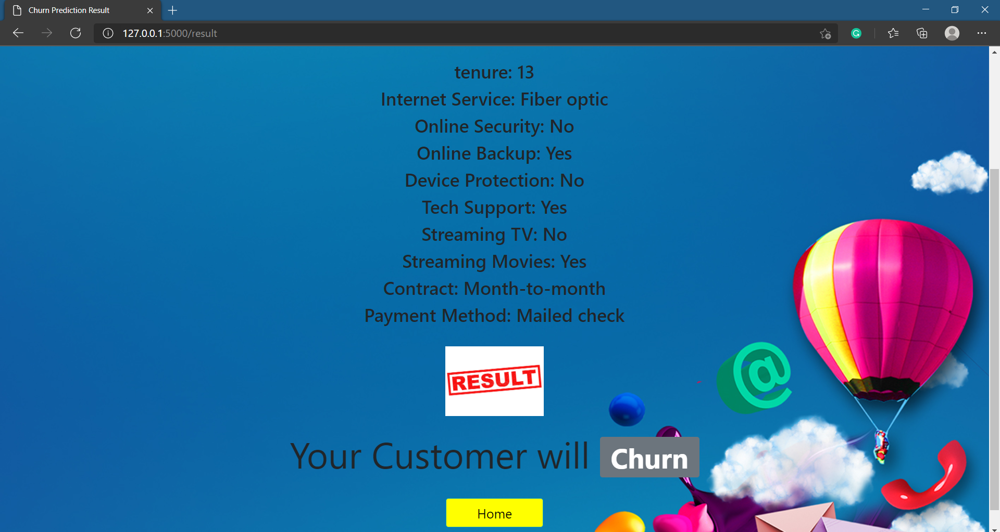 Churn Prediction Result
127.0.0.1:5000/result
tenure: 13
Internet Service: Fiber optic
Online Security: No
Online Backup: Yes
Device Protection: No
Tech Support: Yes
Streaming TV: No
Streaming Movies: Yes
Contract: Month-to-month
Payment Method: Mailed check
RESULT
@
Your Customer will Churn
Home